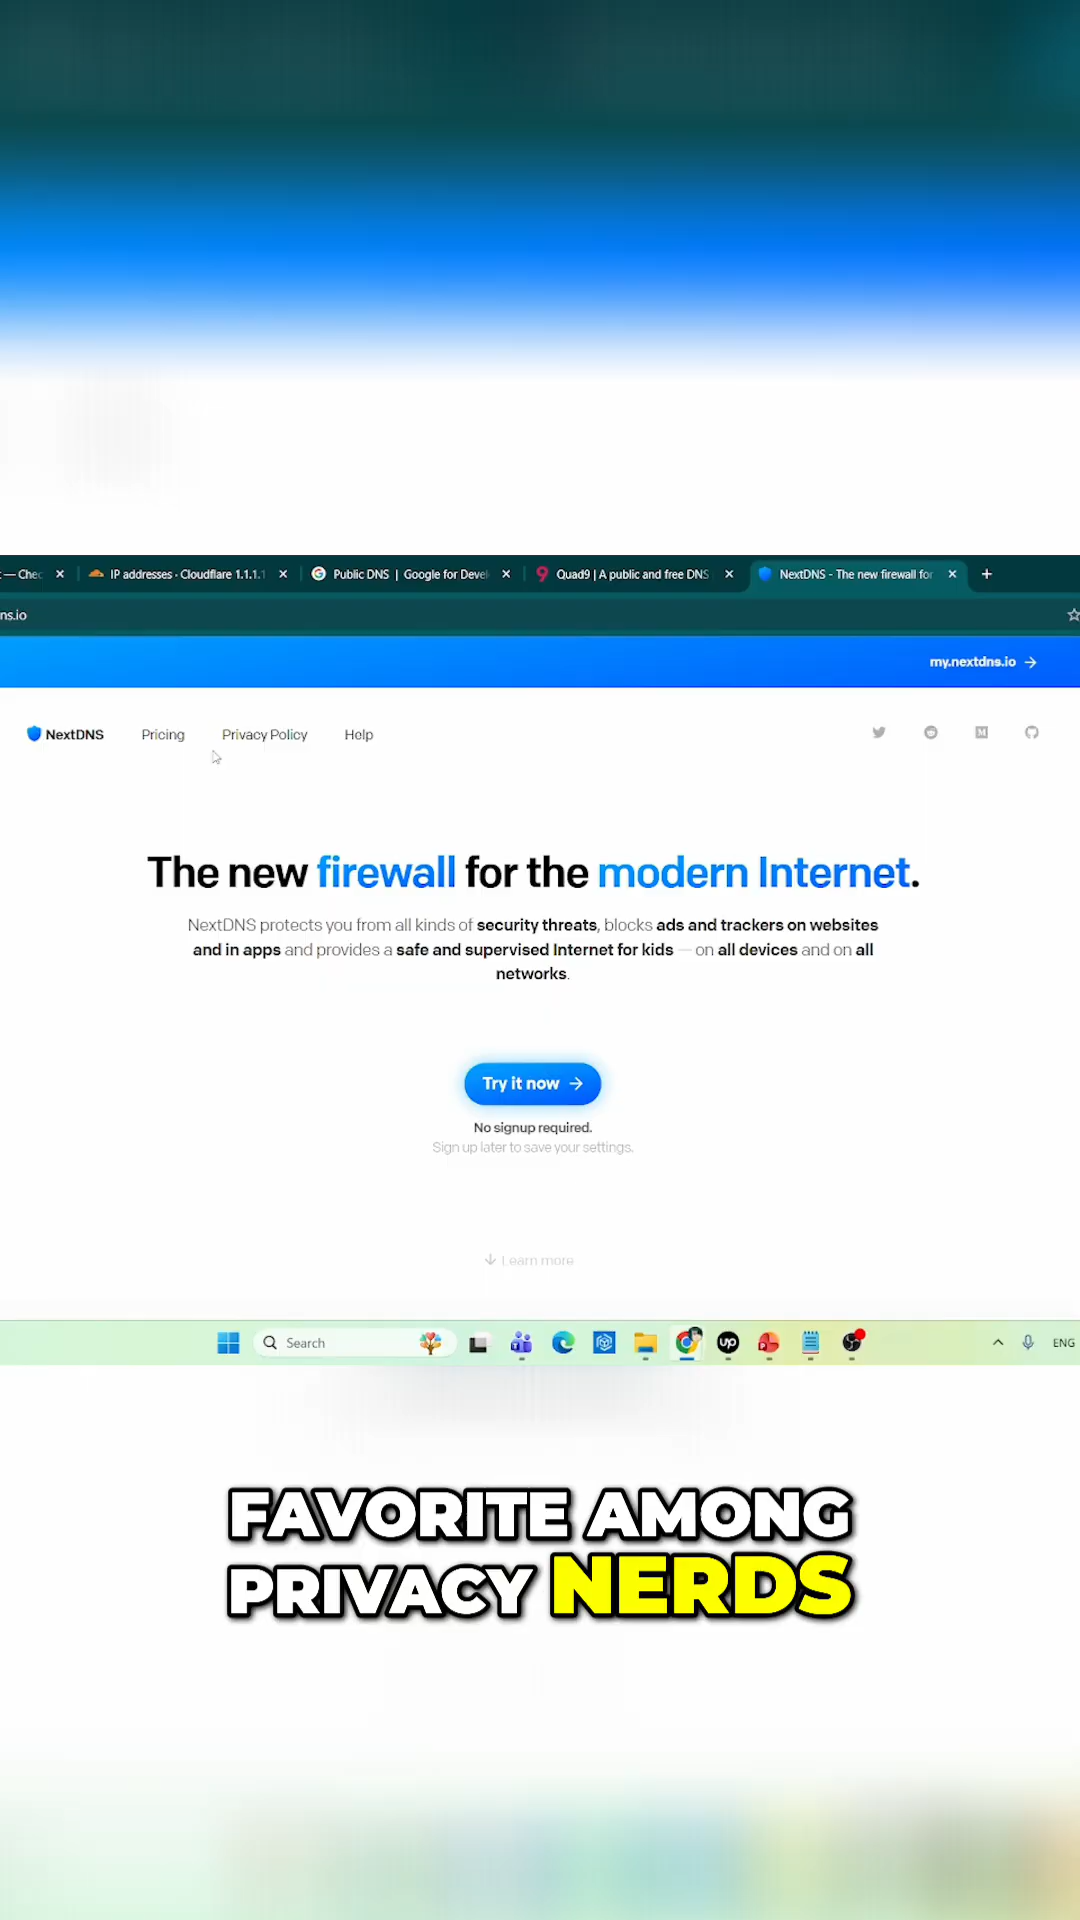 — Chec
IP addresses · Cloudflare 1.1.1.1
Public DNS | Google for Devel
Quad9 | A public and free DNS
NextDNS - The new firewall for
ns.io
my.nextdns.io →
NextDNS
Pricing
Privacy Policy
Help
The new firewall for the modern Internet.
NextDNS protects you from all kinds of security threats, blocks ads and trackers on websites
and in apps and provides a safe and supervised Internet for kids — on all devices and on all
networks.
Try it now →
No signup required.
Sign up later to save your settings.
↓ Learn more
Search
up
ENG
FAVORITE AMONG
PRIVACY NERDS